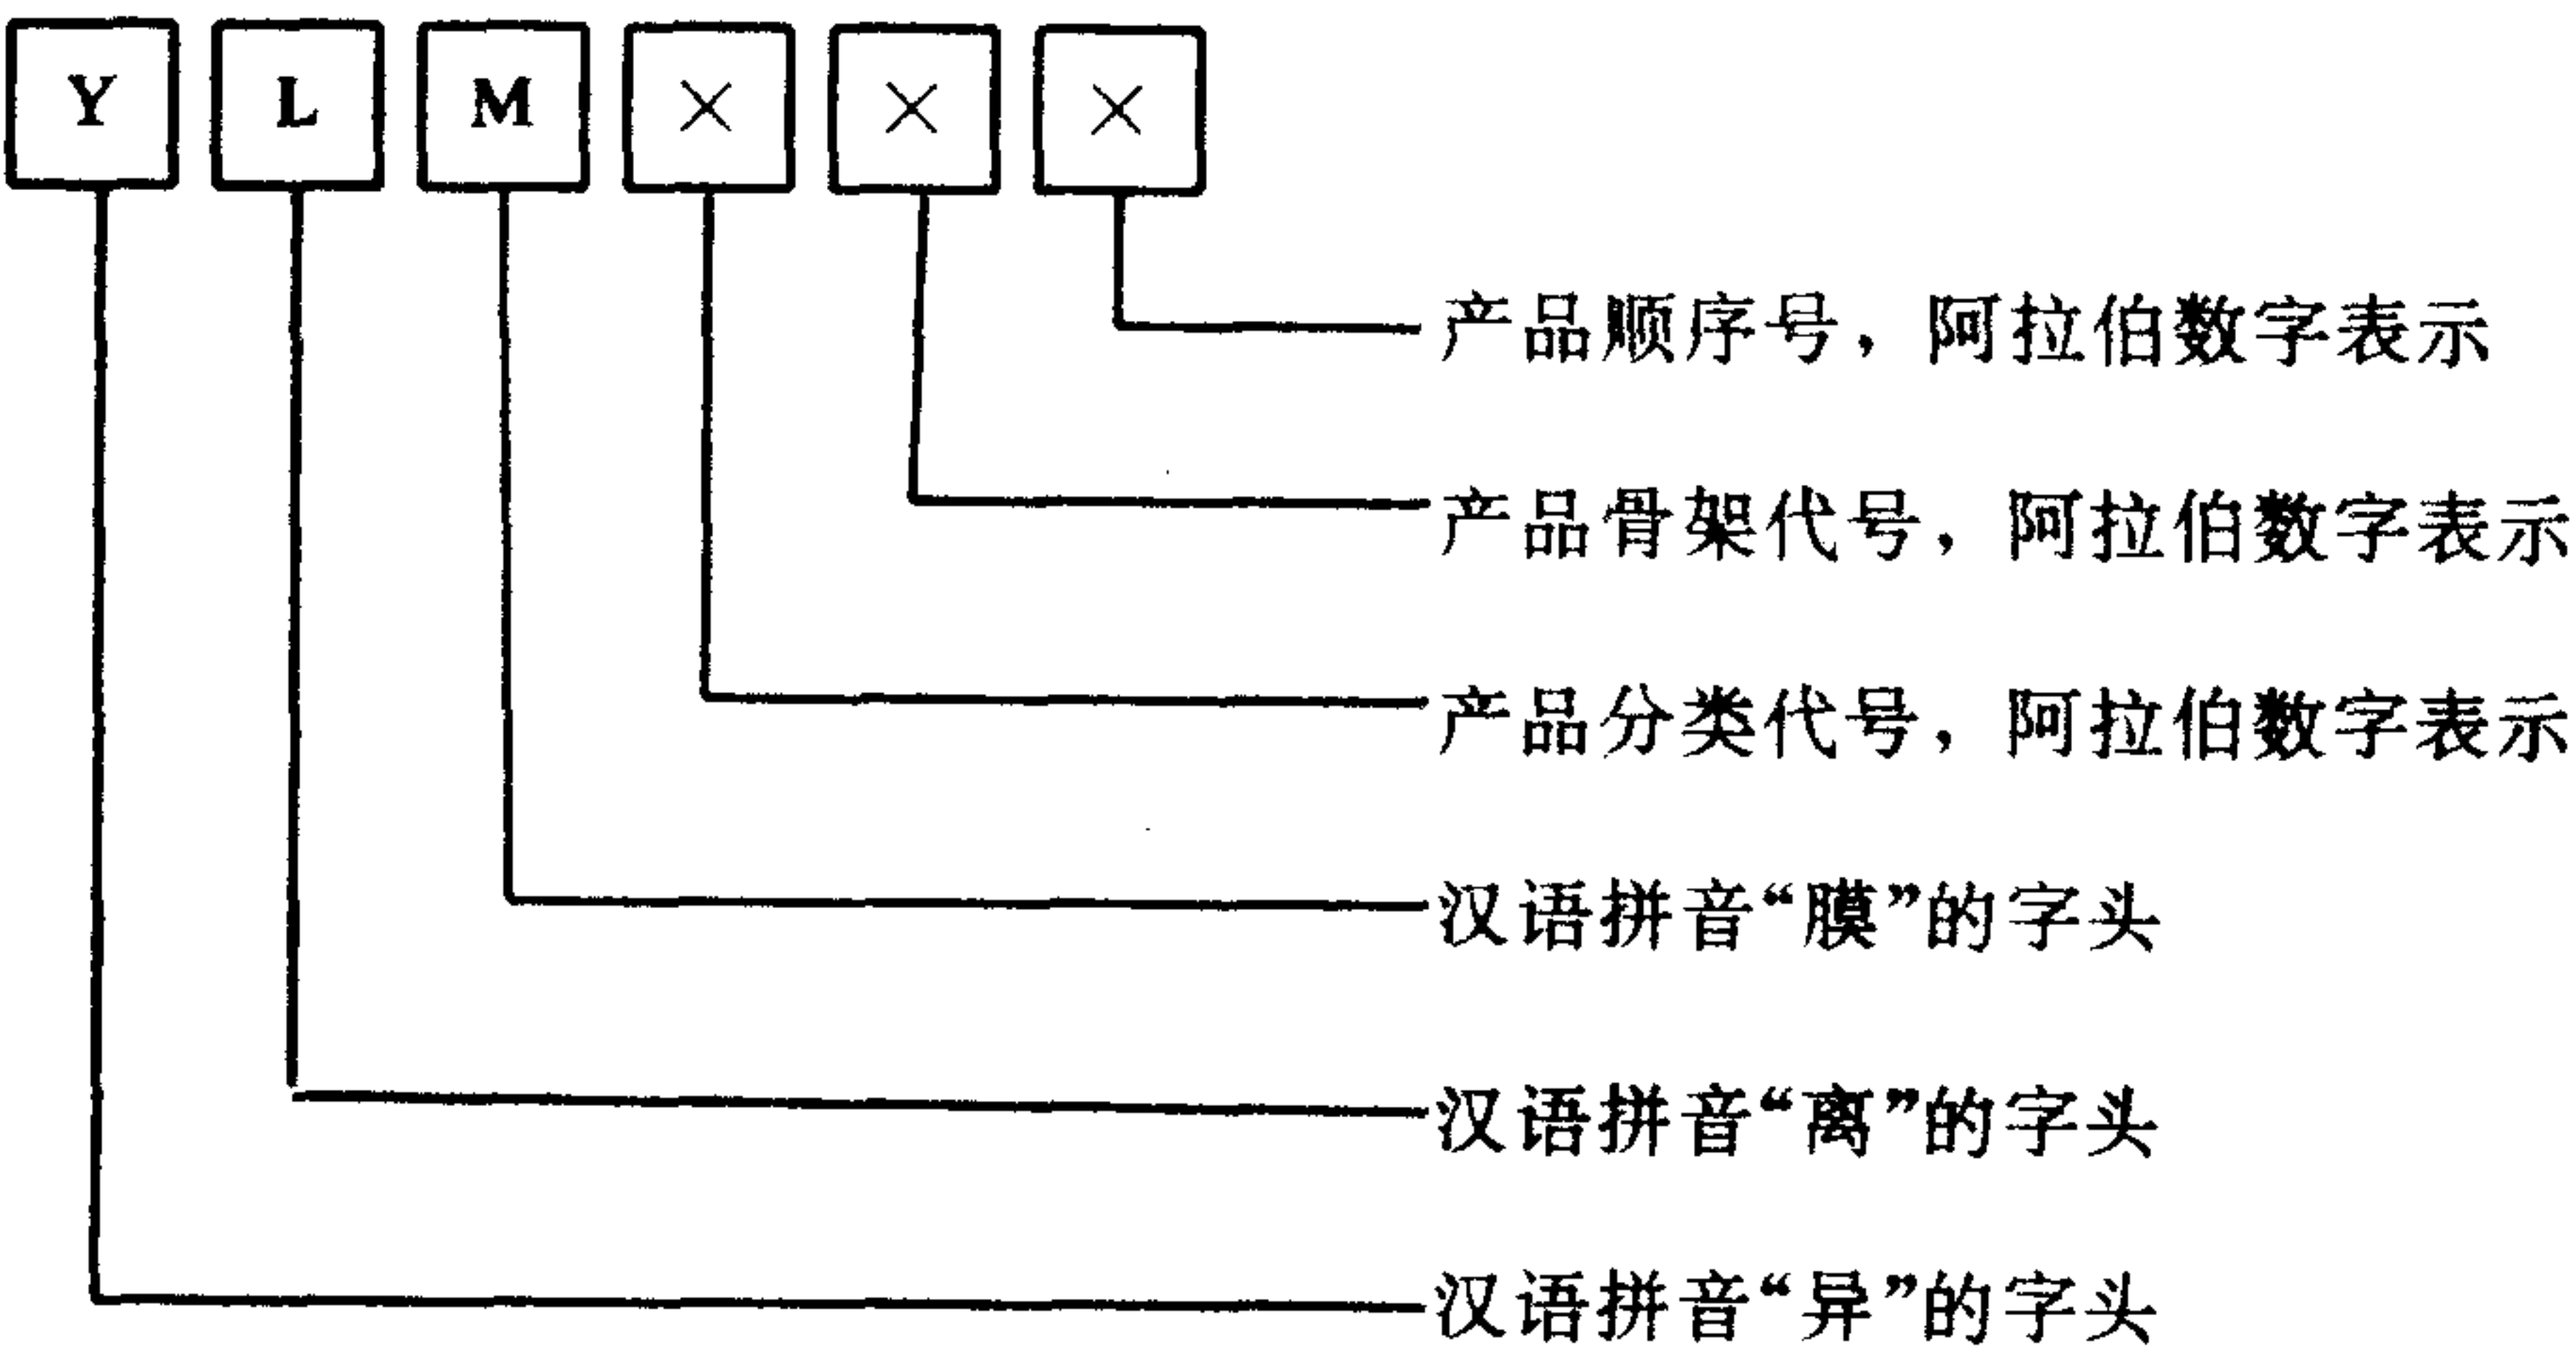 Y L M × × ×
产品顺序号，阿拉伯数字表示
产品骨架代号，阿拉伯数字表示
产品分类代号，阿拉伯数字表示
汉语拼音“膜”的字头
汉语拼音“离”的字头
汉语拼音“异”的字头